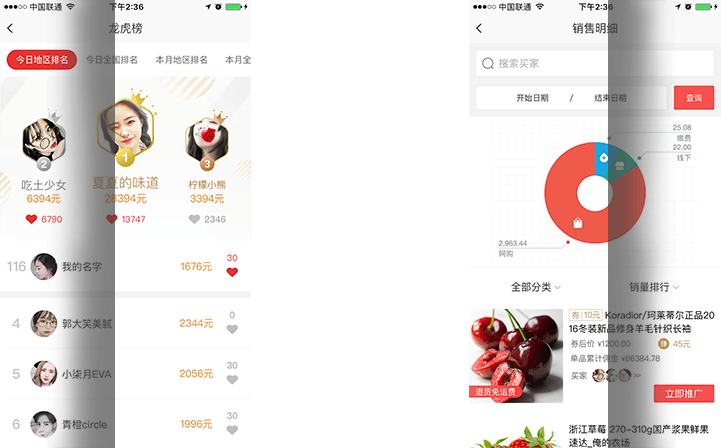 中国联通
下午2:36
龙虎榜
今日地区排名
今日全国排名
本月地区排名
本月全
2
1
3
吃土少女
夏夏的味道
柠檬小熊
6394元
28394元
3394元
6790
13747
2346
116
我的名字
1676元
30
4
郭大笑美腻
2344元
0
5
小柒月EVA
2056元
30
6
青橙circle
1996元
30
中国联通
下午2:36
销售明细
搜索买家
开始日期
/
结束日期
查询
25.08
缴费
22.00
线下
2,963.44
网购
全部分类
销量排行
退货免运费
券 10元 Koradior/珂莱蒂尔正品20
16冬装新品修身羊毛针织长袖
券后价 ¥1200.00
赚 45元
单品累计佣金 ¥86384.78
买家
>>
立即推广
浙江草莓 270-310g国产浆果鲜果
速达_俺的农场